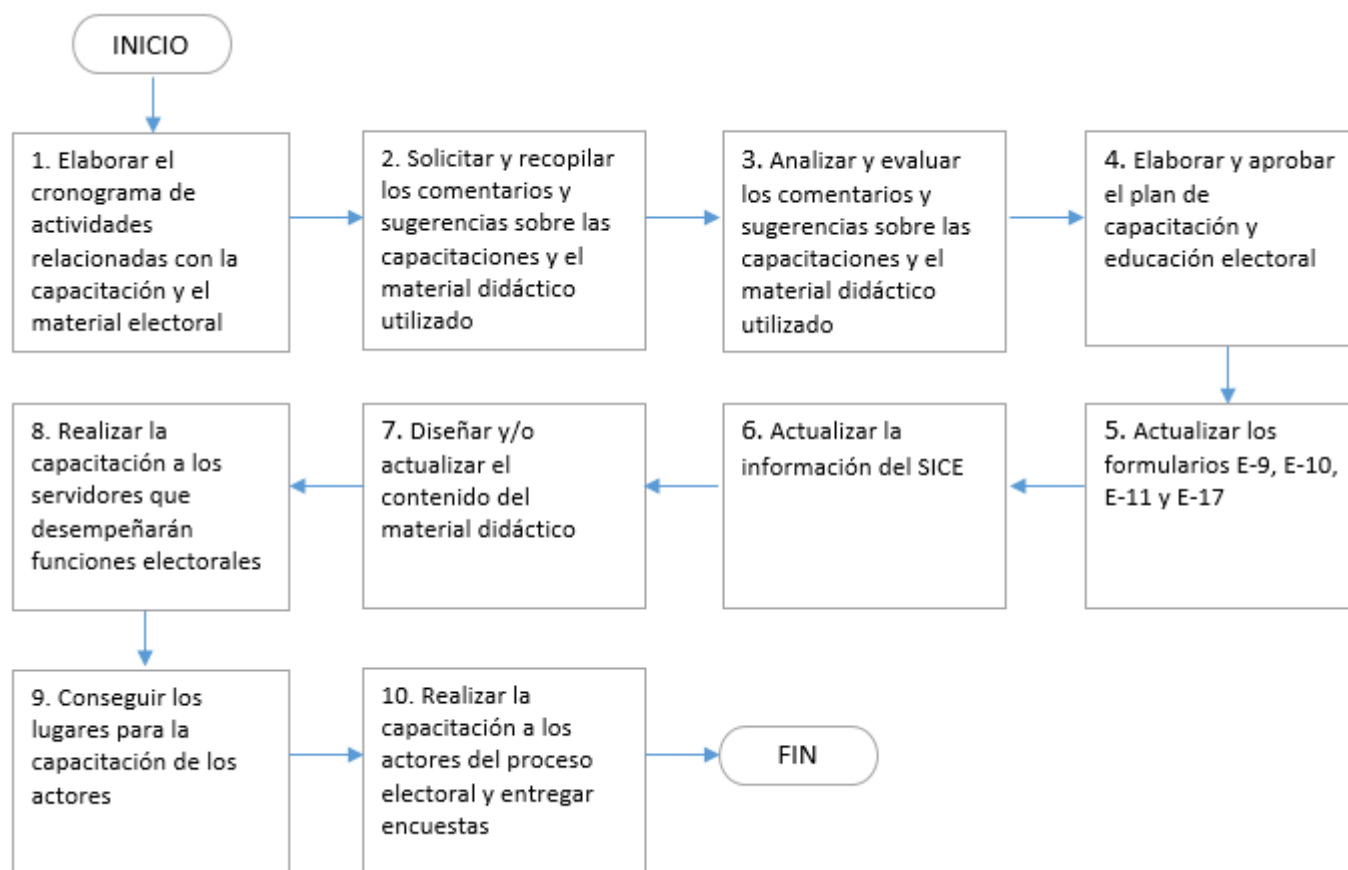 INICIO
1. Elaborar el
cronograma de
actividades
relacionadas con la
capacitación y el
material electoral
2. Solicitar y recopilar
los comentarios y
sugerencias sobre las
capacitaciones y el
material didáctico
utilizado
3. Analizar y evaluar
los comentarios y
sugerencias sobre las
capacitaciones y el
material didáctico
utilizado
4. Elaborar y aprobar
el plan de
capacitación y
educación electoral
5. Actualizar los
formularios E-9, E-10,
E-11 y E-17
6. Actualizar la
información del SICE
7. Diseñar y/o
actualizar el
contenido del
material didáctico
8. Realizar la
capacitación a los
servidores que
desempeñarán
funciones electorales
9. Conseguir los
lugares para la
capacitación de los
actores
10. Realizar la
capacitación a los
actores del proceso
electoral y entregar
encuestas
FIN